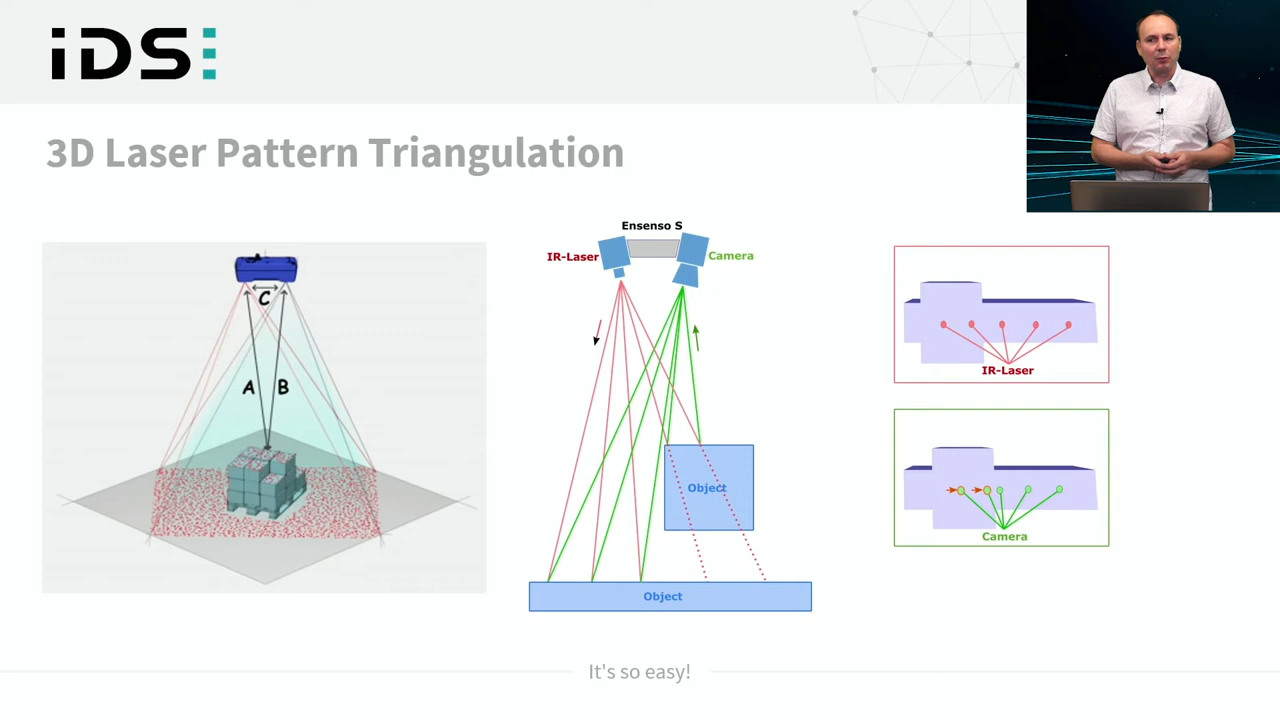 IDS
3D Laser Pattern Triangulation
C
A
B
Ensenso S
IR-Laser
Camera
Object
Object
IR-Laser
Camera
It's so easy!